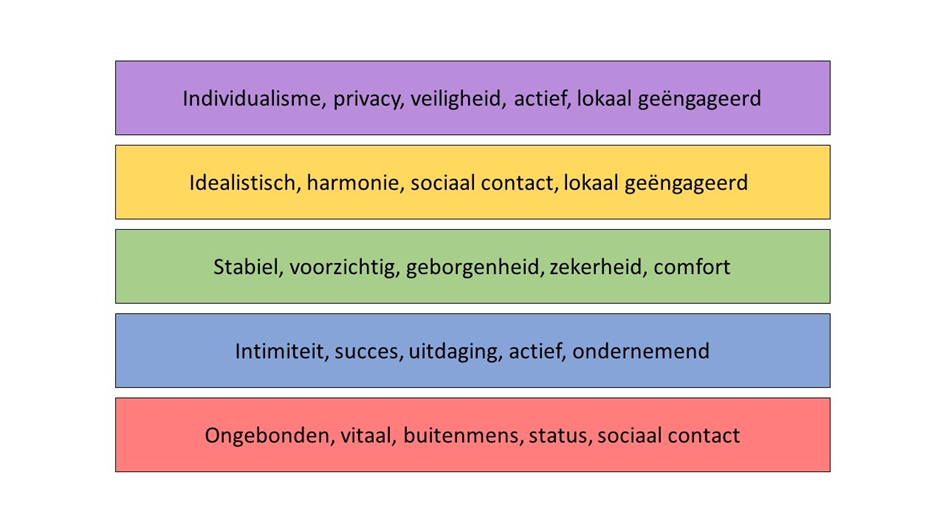 Individualisme, privacy, veiligheid, actief, lokaal geëngageerd
Idealistisch, harmonie, sociaal contact, lokaal geëngageerd
Stabiel, voorzichtig, geborgenheid, zekerheid, comfort
Intimiteit, succes, uitdaging, actief, ondernemend
Ongebonden, vitaal, buitenmens, status, sociaal contact